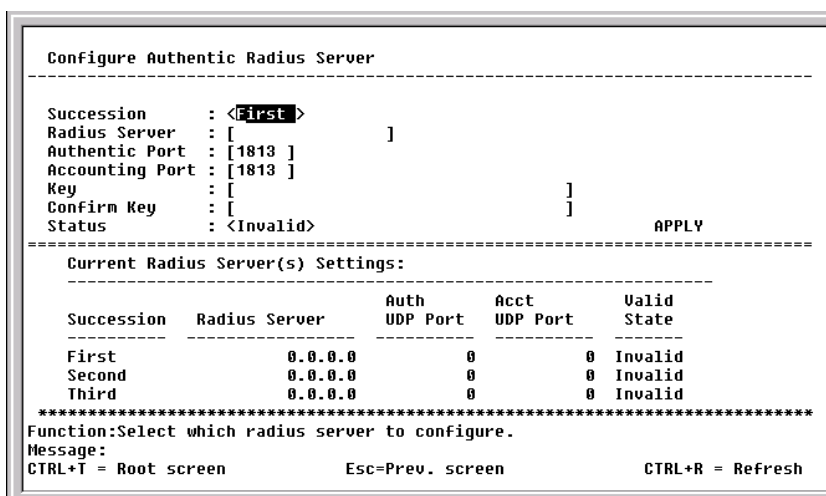 Configure Authentic Radius Server
--------------------------------------------------------------------------------
Succession      : <First >
Radius Server   : [                ]
Authentic Port  : [1813 ]
Accounting Port : [1813 ]
Key             : [                                  ]
Confirm Key     : [                                  ]
Status          : <Invalid>                                   APPLY
================================================================================
Current Radius Server(s) Settings:
-----------------------------------------------------------------
                                Auth       Acct       Valid
Succession   Radius Server      UDP Port   UDP Port   State
----------  -----------------  ----------  ----------  -------
First                 0.0.0.0           0           0  Invalid
Second                0.0.0.0           0           0  Invalid
Third                 0.0.0.0           0           0  Invalid
*******************************************************************************
Function:Select which radius server to configure.
Message:
CTRL+T = Root screen            Esc=Prev. screen                 CTRL+R = Refresh